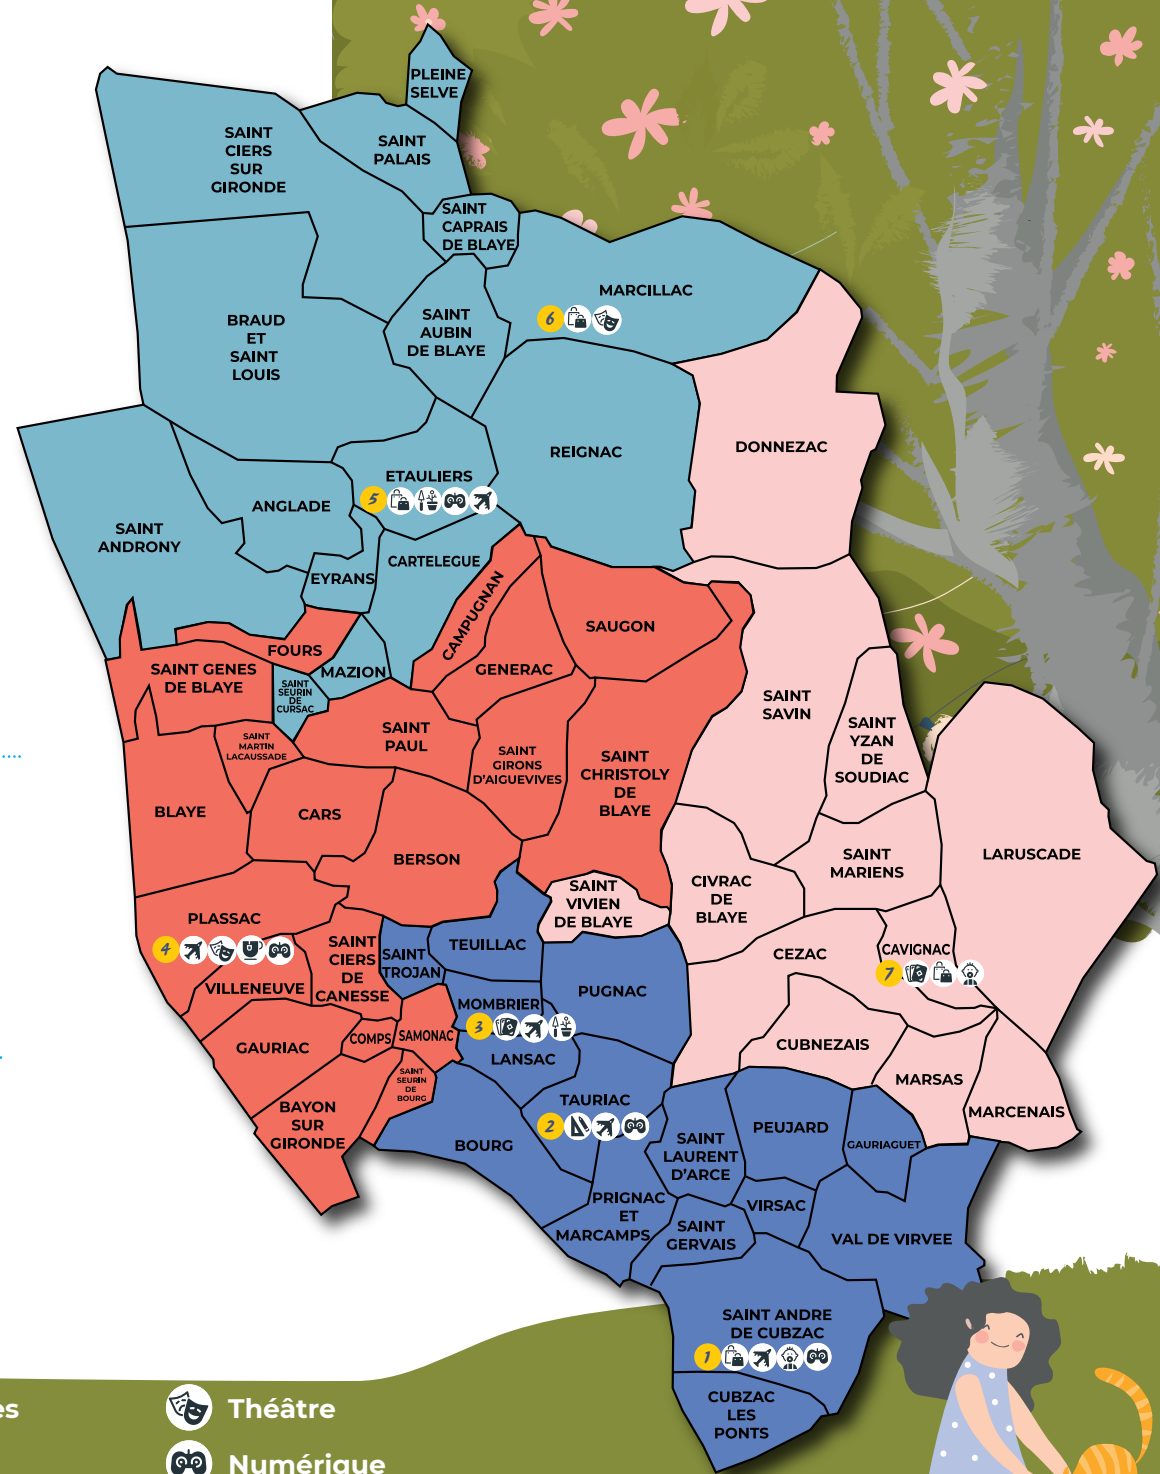 PLEINE
SELVE
SAINT
CIERS
SUR
GIRONDE
SAINT
PALAIS
SAINT
CAPRAIS
DE BLAYE
MARCILLAC
6
BRAUD
ET
SAINT
LOUIS
SAINT
AUBIN
DE BLAYE
REIGNAC
DONNEZAC
ETAULIERS
5
ANGLADE
SAINT
ANDRONY
CARTELEGUE
EYRANS
CAMPUGNAN
SAUGON
FOURS
MAZION
GENERAC
SAINT GENES
DE BLAYE
SAINT
SEURIN
DE
CURSAC
SAINT
SAVIN
SAINT
YZAN
DE
SOUDIAC
SAINT
PAUL
SAINT
MARTIN
LACAUSSADE
SAINT
GIRONS
D'AIGUEVIVES
SAINT
CHRISTOLY
DE
BLAYE
BLAYE
CARS
BERSON
SAINT
MARIENS
LARUSCADE
CIVRAC
DE
BLAYE
SAINT
VIVIEN
DE BLAYE
PLASSAC
4
SAINT
CIERS
DE
CANESSE
SAINT
TROJAN
TEUILLAC
CEZAC
CAVIGNAC
7
VILLENEUVE
PUGNAC
MOMBRIER
3
GAURIAC
COMPS
SAMONAC
LANSAC
CUBNEZAIS
MARSAS
SAINT
SEURIN
DE
BOURG
TAURIAC
2
BAYON
SUR
GIRONDE
MARCENAIS
BOURG
SAINT
LAURENT
D'ARCE
PEUJARD
GAURIAGUET
PRIGNAC
ET
MARCAMPS
VIRSAC
SAINT
GERVAIS
VAL DE VIRVEE
SAINT ANDRE
DE CUBZAC
1
CUBZAC
LES
PONTS
es
Théâtre
Numérique